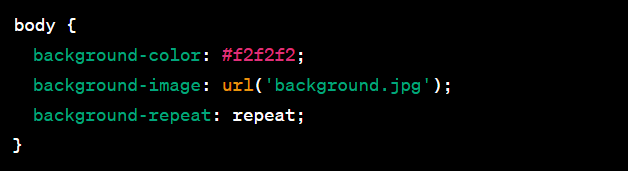 body {
  background-color: #f2f2f2;
  background-image: url('background.jpg');
  background-repeat: repeat;
}